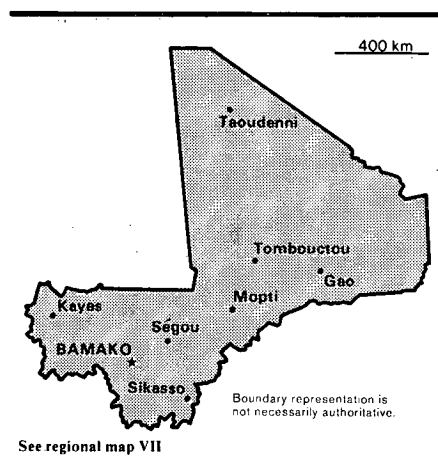 400 km
Taoudenni
Tombouctou
Gao
Mopti
Kayes
Ségou
BAMAKO
Sikasso
Boundary representation is
not necessarily authoritative.
See regional map VII